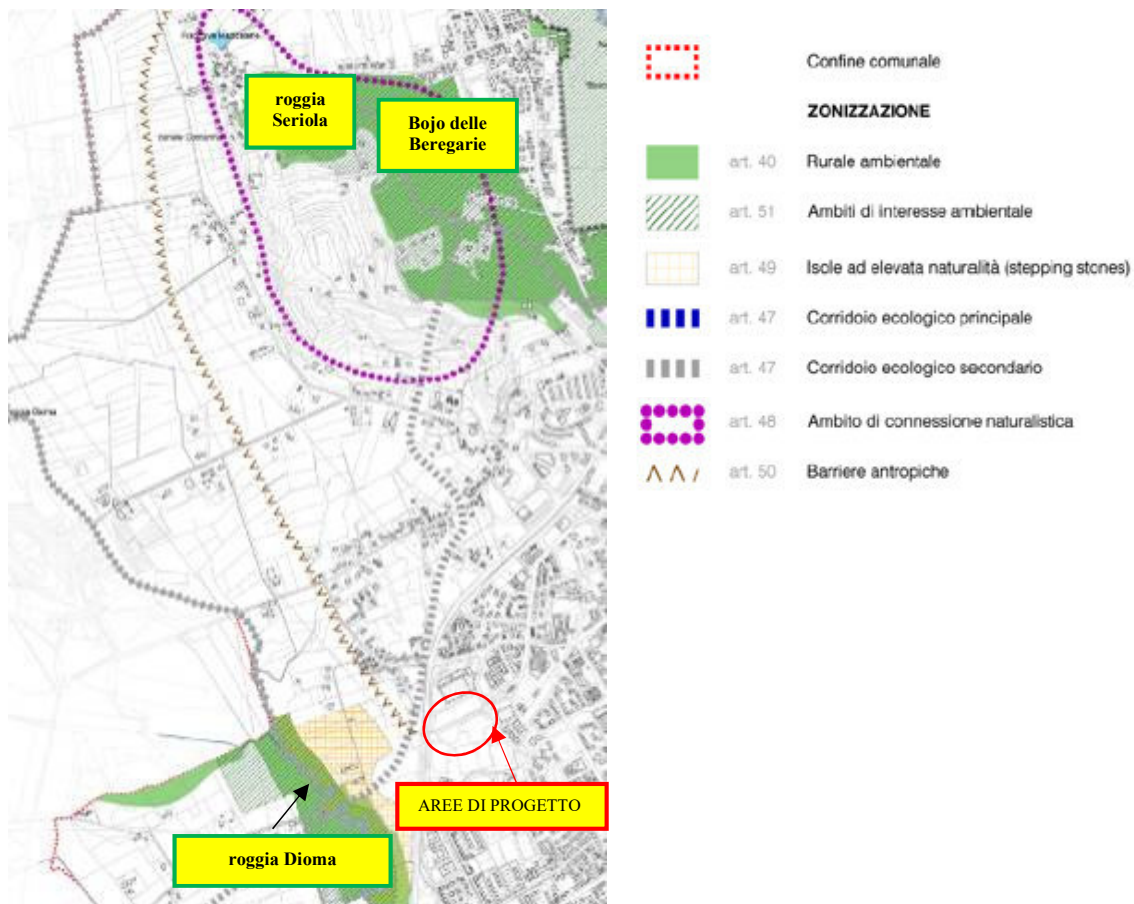 roggia
Seriola
Bojo delle
Beregarie
AREE DI PROGETTO
roggia Dioma
Confine comunale
ZONIZZAZIONE
art. 40 Rurale ambientale
art. 51 Ambiti di interesse ambientale
art. 49 Isole ad elevata naturalità (stepping stones)
art. 47 Corridoio ecologico principale
art. 47 Corridoio ecologico secondario
art. 48 Ambito di connessione naturalistica
art. 50 Barriere antropiche